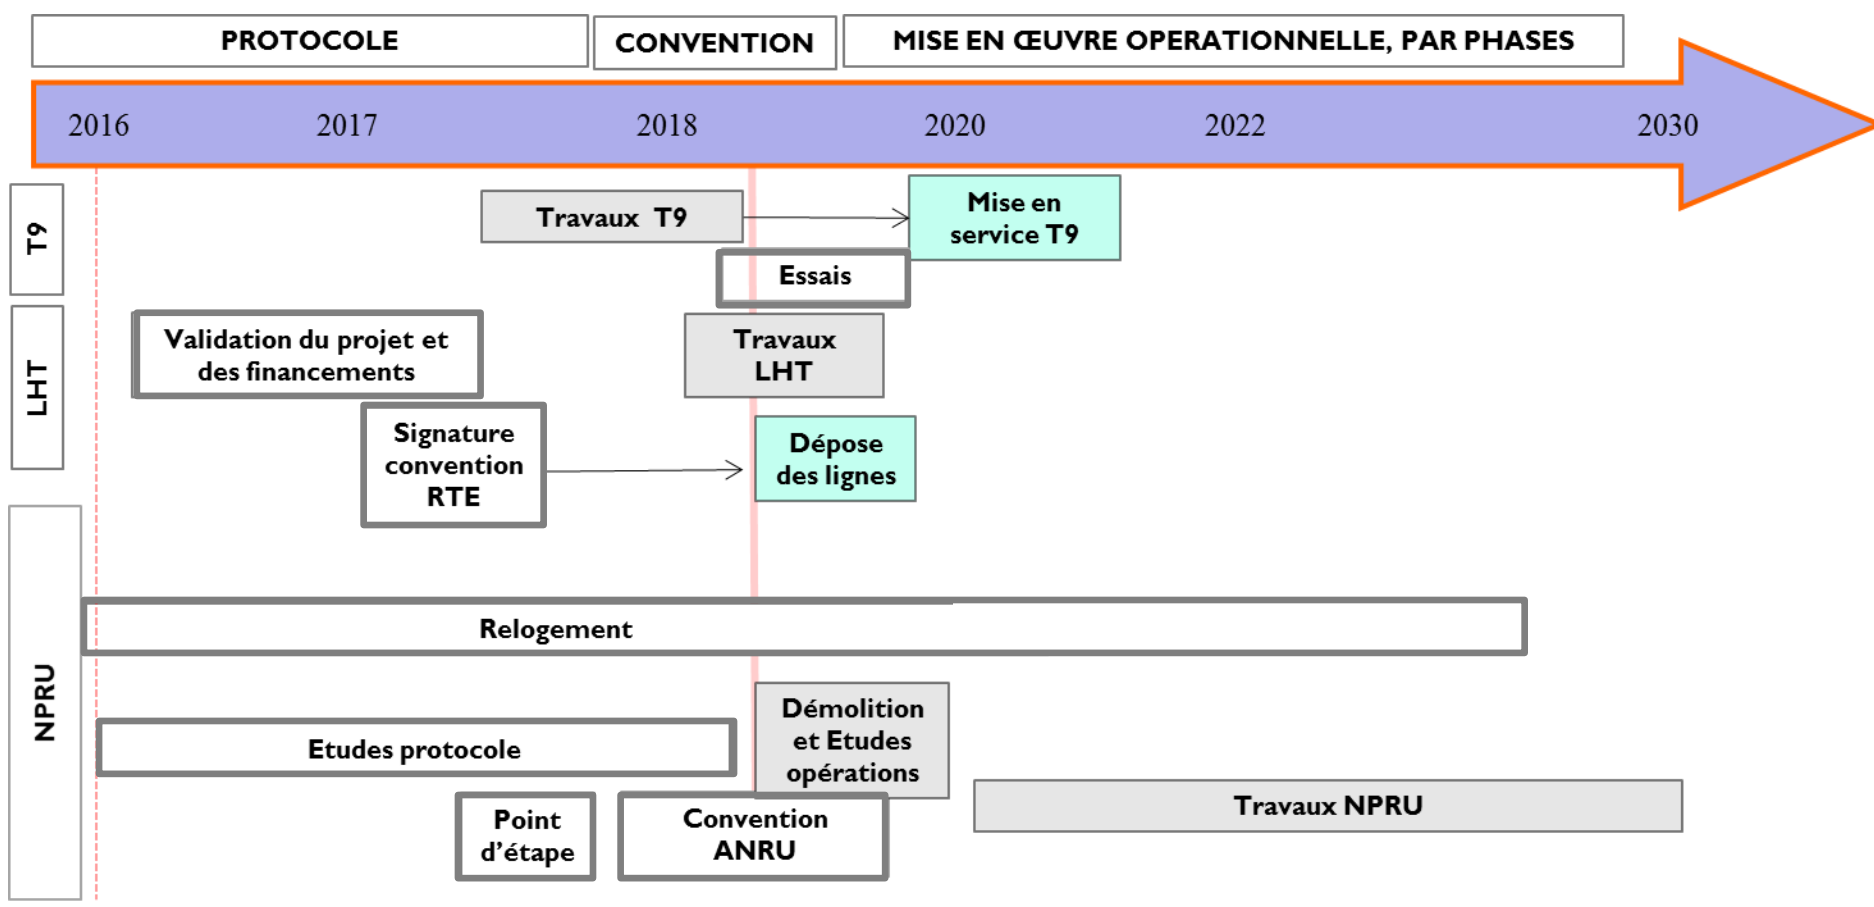 PROTOCOLE
CONVENTION
MISE EN ŒUVRE OPERATIONNELLE, PAR PHASES
2016
2017
2018
2020
2022
2030
T9
Travaux T9
Mise en
service T9
Essais
LHT
Validation du projet et
des financements
Travaux
LHT
Signature
convention
RTE
Dépose
des lignes
NPRU
Relogement
Etudes protocole
Démolition
et Etudes
opérations
Point
d’étape
Convention
ANRU
Travaux NPRU